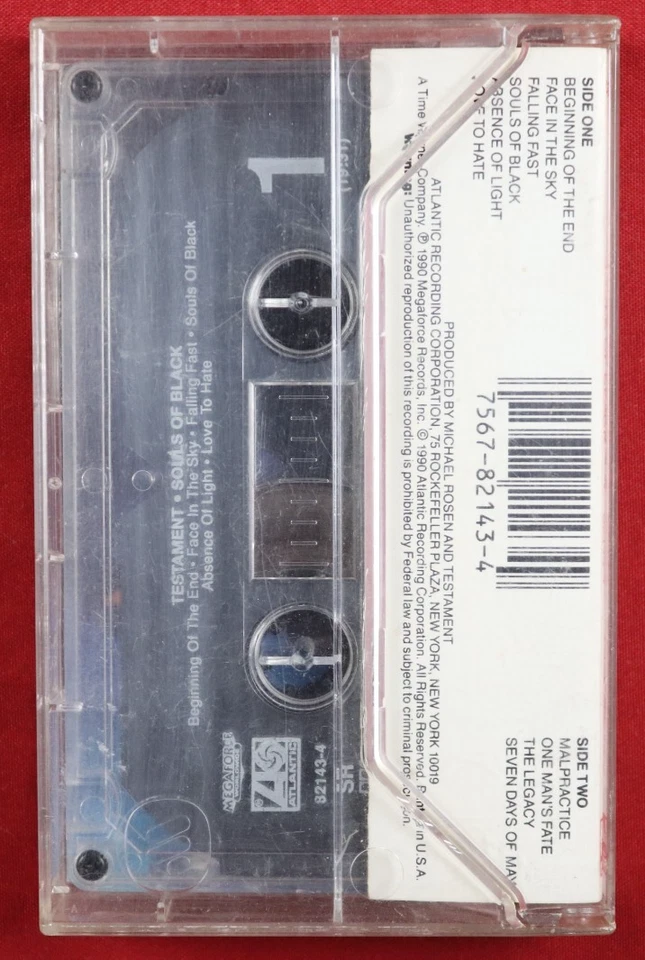 SIDE ONE
BEGINNING OF THE END
FACE IN THE SKY
FALLING FAST
SOULS OF BLACK
ABSENCE OF LIGHT
LOVE TO HATE
7567-82143-4
SIDE TWO
MALPRACTICE
ONE MAN'S FATE
THE LEGACY
SEVEN DAYS OF MAY
PRODUCED BY MICHAEL ROSEN AND TESTAMENT
ATLANTIC RECORDING CORPORATION, 75 ROCKEFELLER PLAZA, NEW YORK, NEW YORK 10019
A Time Warner Company. ℗ 1990 Megaforce Records, Inc. © 1990 Atlantic Recording Corporation. All Rights Reserved. Printed in U.S.A.
Warning: Unauthorized reproduction of this recording is prohibited by Federal law and subject to criminal prosecution.
1
TESTAMENT • SOULS OF BLACK
Beginning Of The End • Face In The Sky • Falling Fast • Souls Of Black
Absence Of Light • Love To Hate
MEGAFORCE
ATLANTIC
82143-4